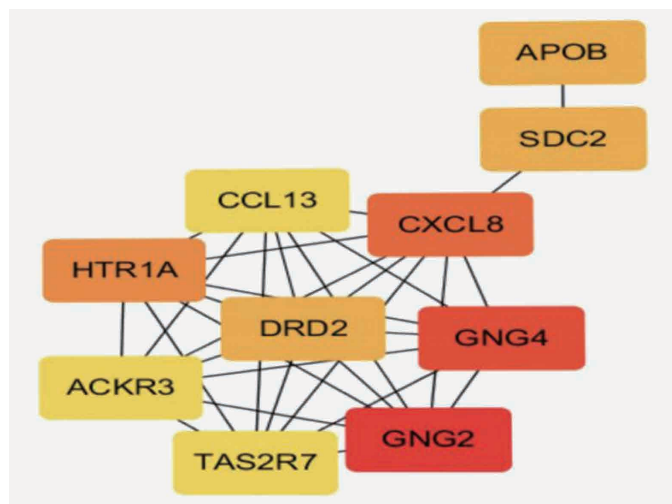 APOB
SDC2
CCL13
CXCL8
HTR1A
DRD2
GNG4
ACKR3
GNG2
TAS2R7